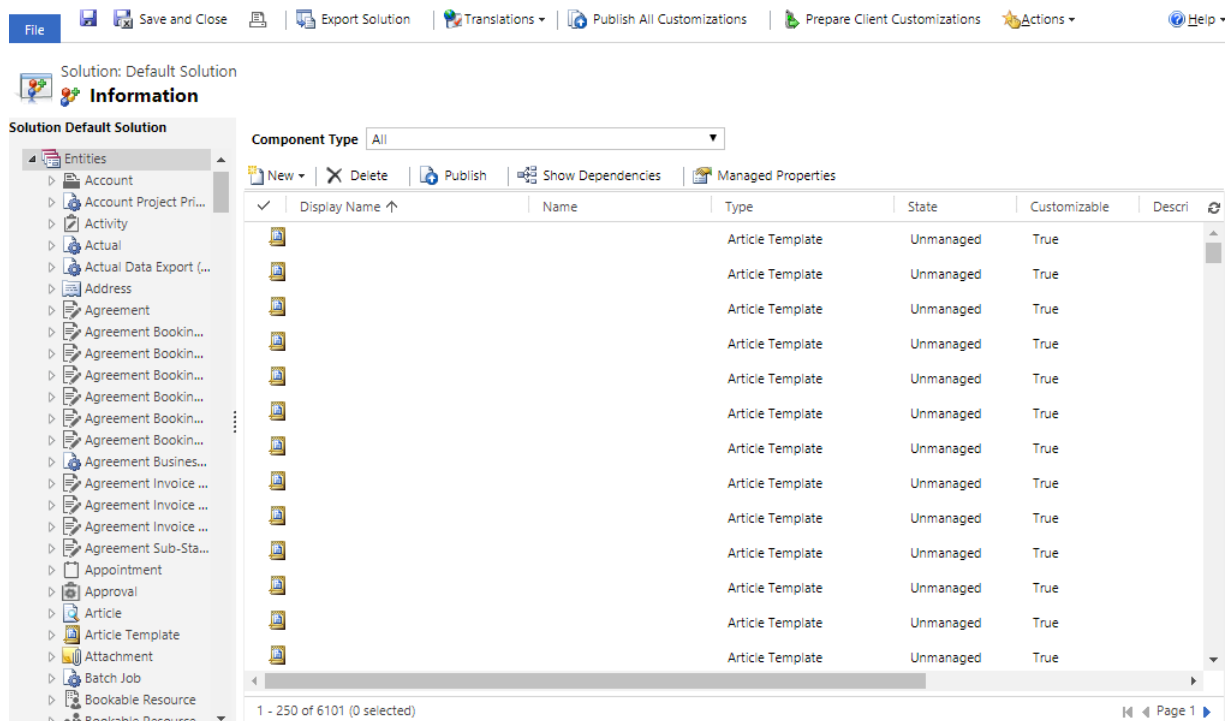 File Save and Close Export Solution Translations Publish All Customizations Prepare Client Customizations Actions Help
Solution: Default Solution
Information
Solution Default Solution
Entities
Account
Account Project Pri...
Activity
Actual
Actual Data Export (...
Address
Agreement
Agreement Bookin...
Agreement Bookin...
Agreement Bookin...
Agreement Bookin...
Agreement Bookin...
Agreement Bookin...
Agreement Busines...
Agreement Invoice ...
Agreement Invoice ...
Agreement Invoice ...
Agreement Sub-Sta...
Appointment
Approval
Article
Article Template
Attachment
Batch Job
Bookable Resource
Bookable Resource
Component Type All
New Delete Publish Show Dependencies Managed Properties
Display Name Name Type State Customizable Descri
Article Template Unmanaged True
Article Template Unmanaged True
Article Template Unmanaged True
Article Template Unmanaged True
Article Template Unmanaged True
Article Template Unmanaged True
Article Template Unmanaged True
Article Template Unmanaged True
Article Template Unmanaged True
Article Template Unmanaged True
Article Template Unmanaged True
Article Template Unmanaged True
Article Template Unmanaged True
1 - 250 of 6101 (0 selected) Page 1